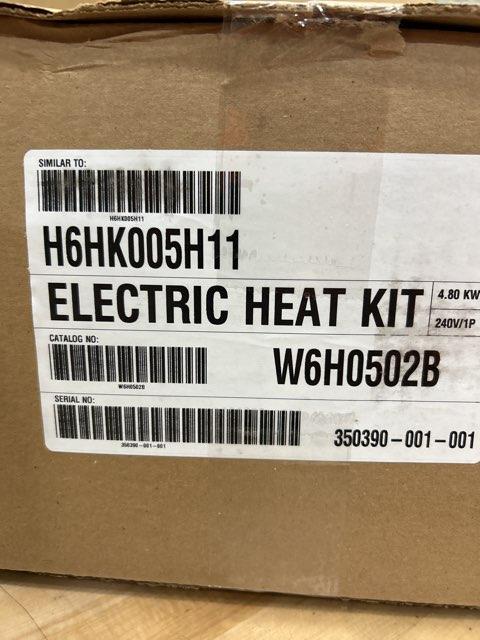 SIMILAR TO:
H6HK005H11
H6HK005H11
ELECTRIC HEAT KIT
4.80 KW
240V/1P
CATALOG NO:
W6H0502B
W6H0502B
SERIAL NO:
350390-001-001
350390-001-001